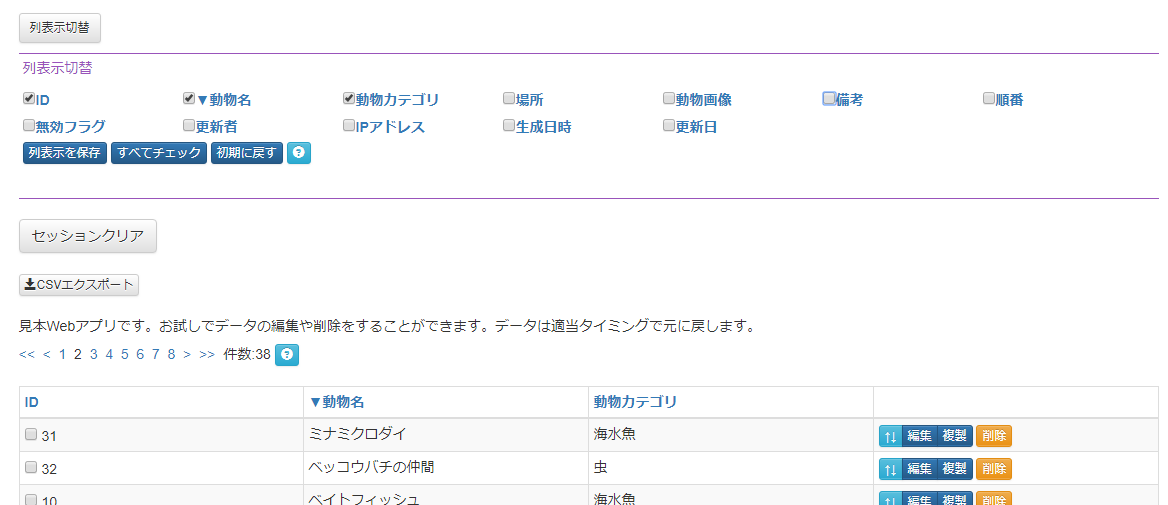 列表示切替
列表示切替
ID ▼動物名 動物カテゴリ 場所 動物画像 備考 順番
無効フラグ 更新者 IPアドレス 生成日時 更新日
列表示を保存 すべてチェック 初期に戻す ?
セッションクリア
CSVエクスポート
見本Webアプリです。お試しでデータの編集や削除をすることができます。データは適当タイミングで元に戻します。
<< < 1 2 3 4 5 6 7 8 > >> 件数:38 ?
ID ▼動物名 動物カテゴリ
31 ミナミクロダイ 海水魚 ↑↓ 編集 複製 削除
32 ベッコウバチの仲間 虫 ↑↓ 編集 複製 削除
10 ベイトフィッシュ 海水魚 ↑↓ 編集 複製 削除